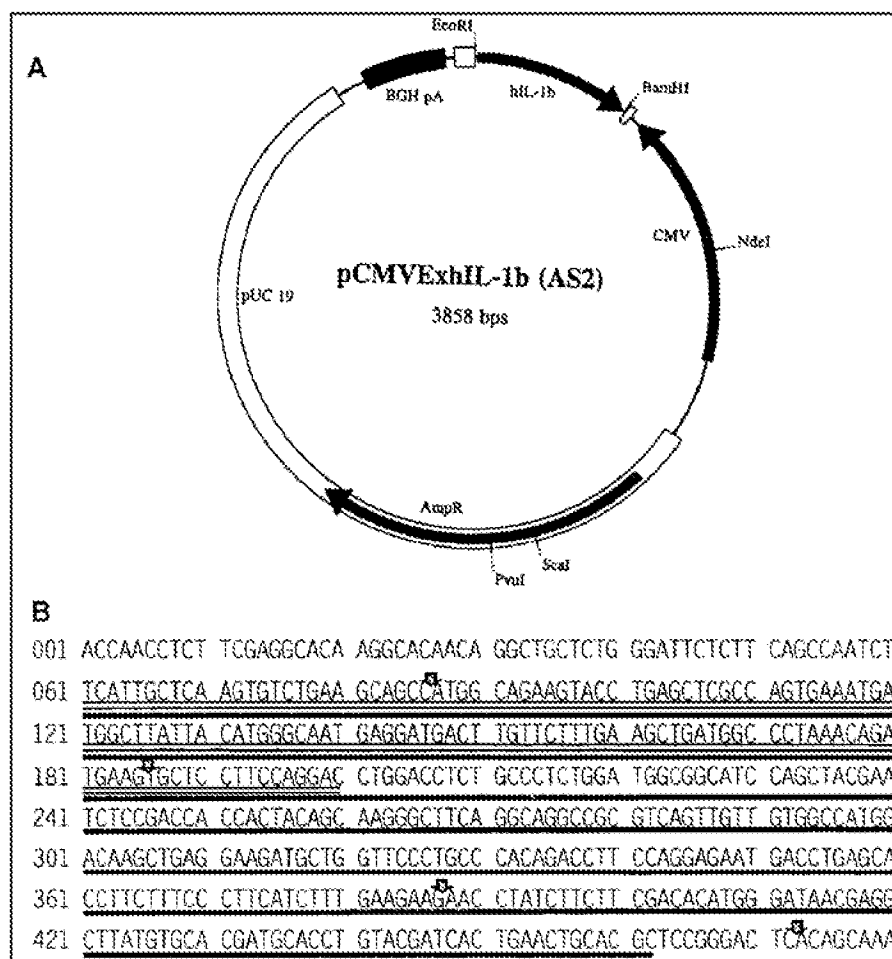 A
EcoRI
BGH pA
hIL-1b
BamHI
CMV
NdeI
pCMVExhIL-1b (AS2)
3858 bps
pUC 19
AmpR
ScaI
PvuI
B
001 ACCAACCTCT TCGAGGCACA AGGCACAACA GGCTGCTCTG GGATTCTCTT CAGCCAATCT
061 TCATTGCTCA AGTGTCTGAA GCAGCCATGG CAGAAGTACC TGAGCTCGCC AGTGAAATGA
121 TGGCTTATTA CATGGGCAAT GAGGATGACT TGTTCTTTGA AGCTGATGGC CCTAAACAGA
181 TGAAGTGCTC CTTCCAGGAC CTGGACCTCT GCCCTCTGGA TGGCGGCATC CAGCTACGAA
241 TCTCCGACCA CCACTACAGC AAGGGCTTCA GGCAGGCCGC GTCAGTTGTT GTGGCCATGG
301 ACAAGCTGAG GAAGATGCTG GTTCCCTGCC CACAGACCTT CCAGGAGAAT GACCTGAGCA
361 CCTTCTTTCC CTTCATCTTT GAAGAAGAAC CTATCTTCTT CGACACATGG GATAACGAGG
421 CTTATGTGCA CGATGCACCT GTACGATCAC TGAACTGCAC GCTCCGGGAC TCACAGCAAA